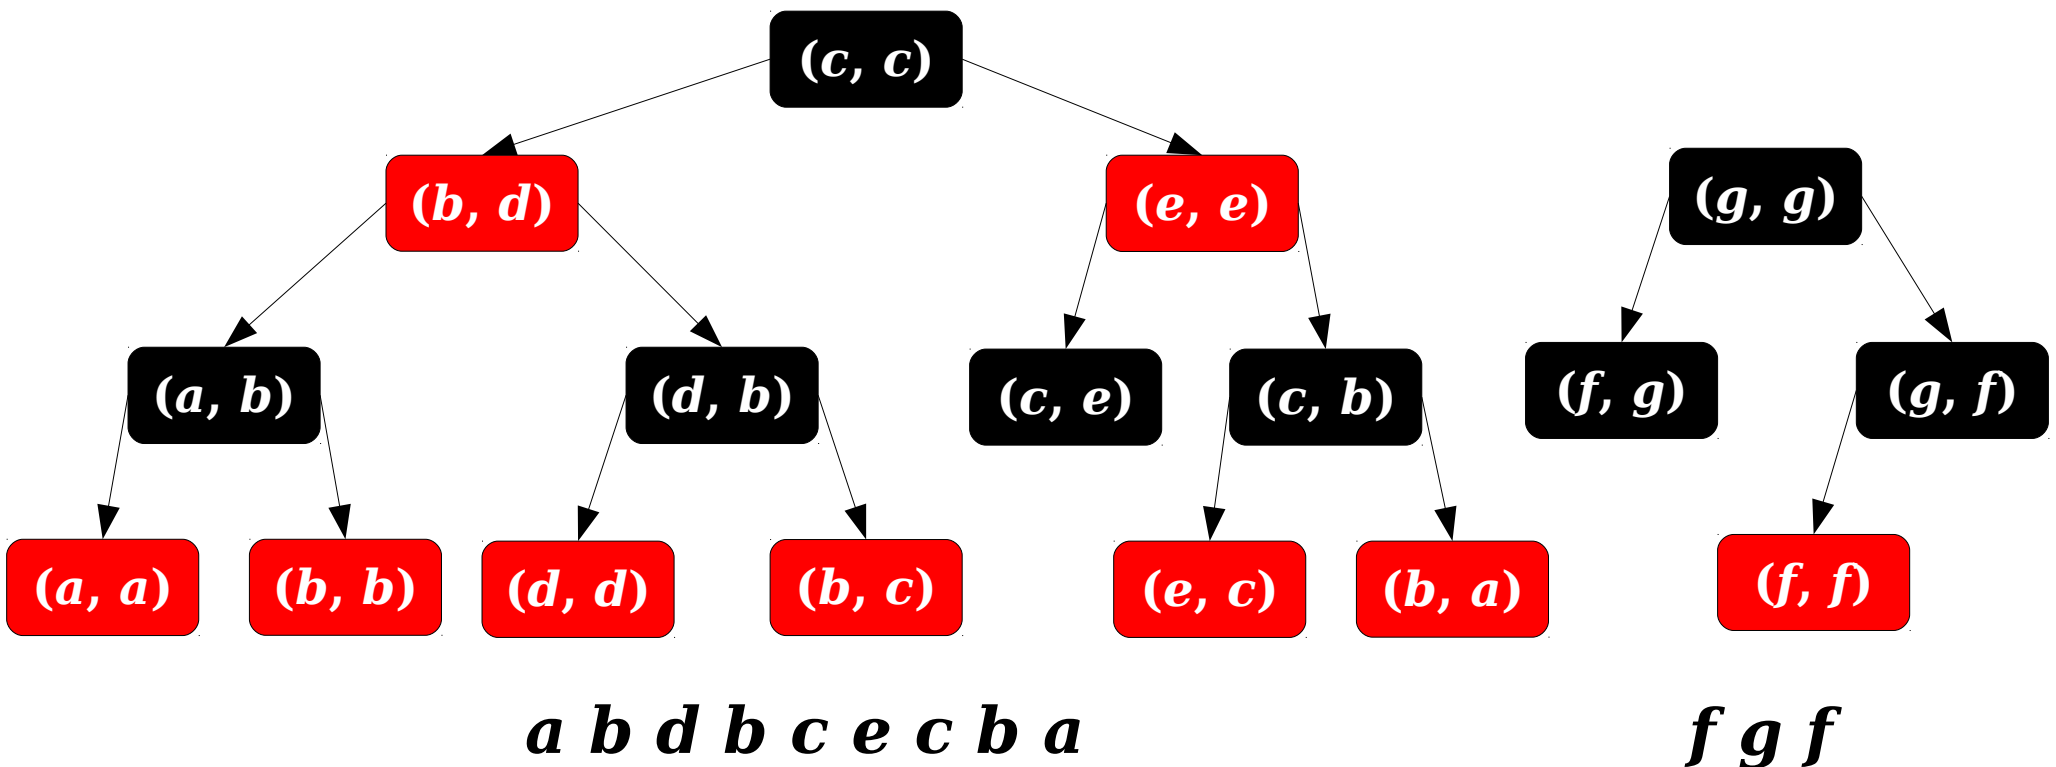 (c, c)
(b, d) (e, e) (g, g)
(a, b) (d, b) (c, e) (c, b) (f, g) (g, f)
(a, a) (b, b) (d, d) (b, c) (e, c) (b, a) (f, f)
a b d b c e c b a f g f